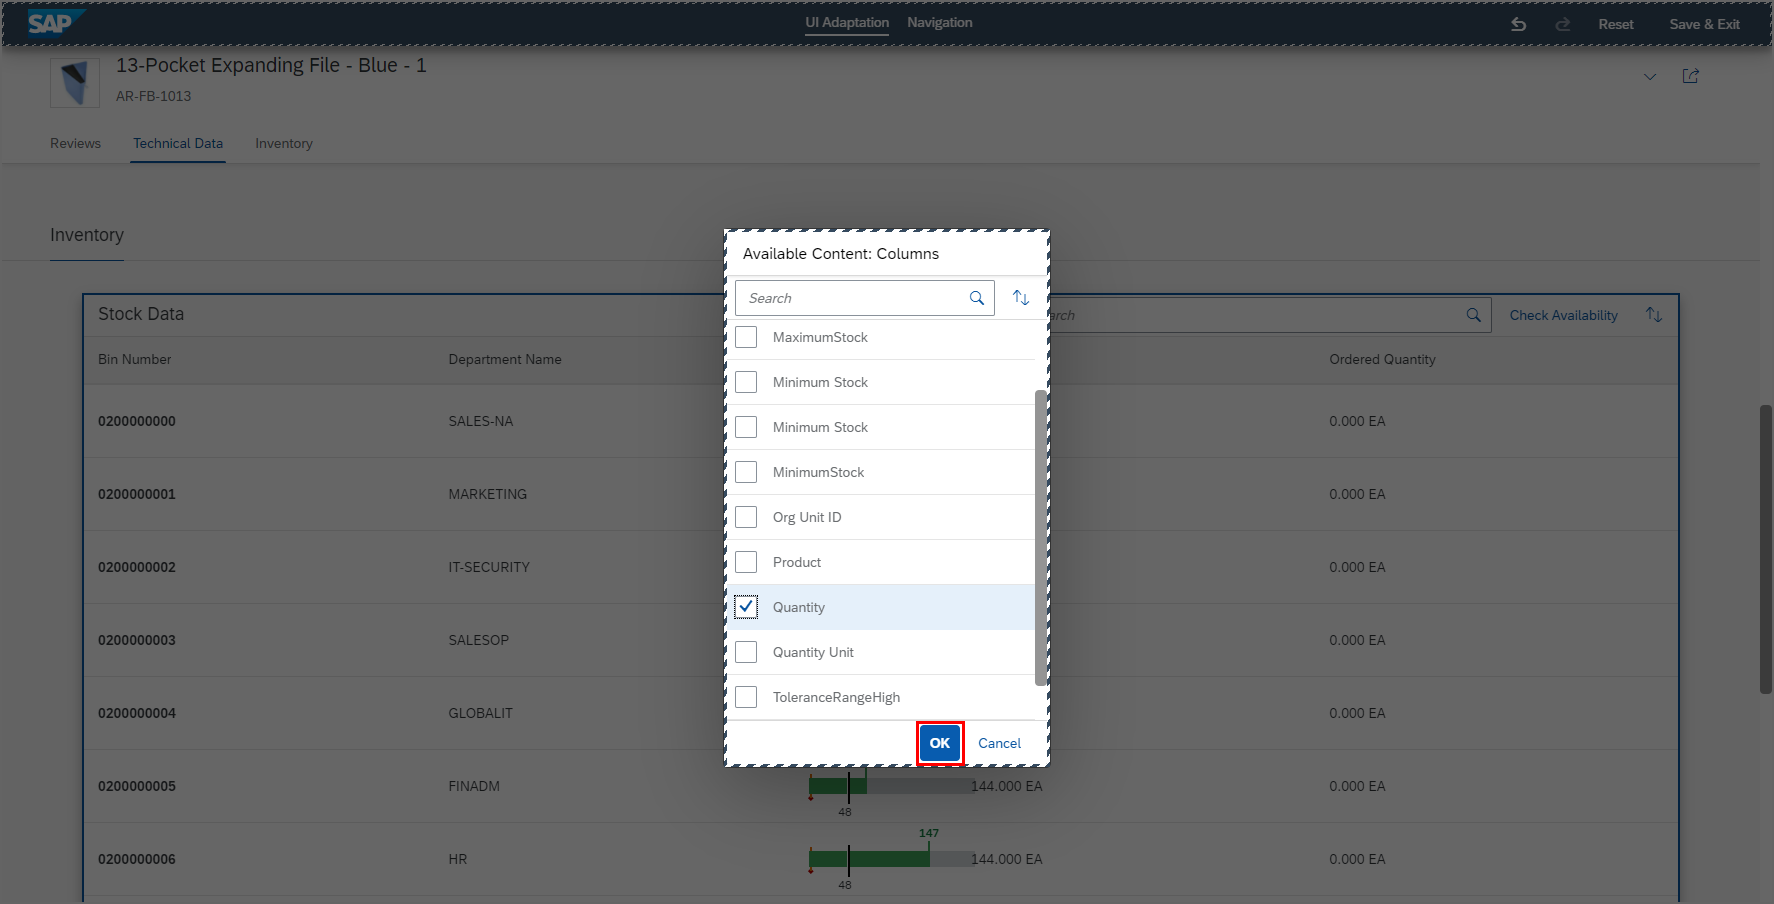 SAP
UI Adaptation Navigation
Reset Save & Exit
13-Pocket Expanding File - Blue - 1
AR-FB-1013
Reviews Technical Data Inventory
Inventory
Stock Data
Check Availability
Bin Number Department Name Ordered Quantity
0200000000 SALES-NA 0.000 EA
0200000001 MARKETING 0.000 EA
0200000002 IT-SECURITY 0.000 EA
0200000003 SALESOP 0.000 EA
0200000004 GLOBALIT 0.000 EA
0200000005 FINADM 144.000 EA 0.000 EA
48
147
0200000006 HR 144.000 EA 0.000 EA
48
Available Content: Columns
Search
MaximumStock
Minimum Stock
Minimum Stock
MinimumStock
Org Unit ID
Product
Quantity
Quantity Unit
ToleranceRangeHigh
OK Cancel